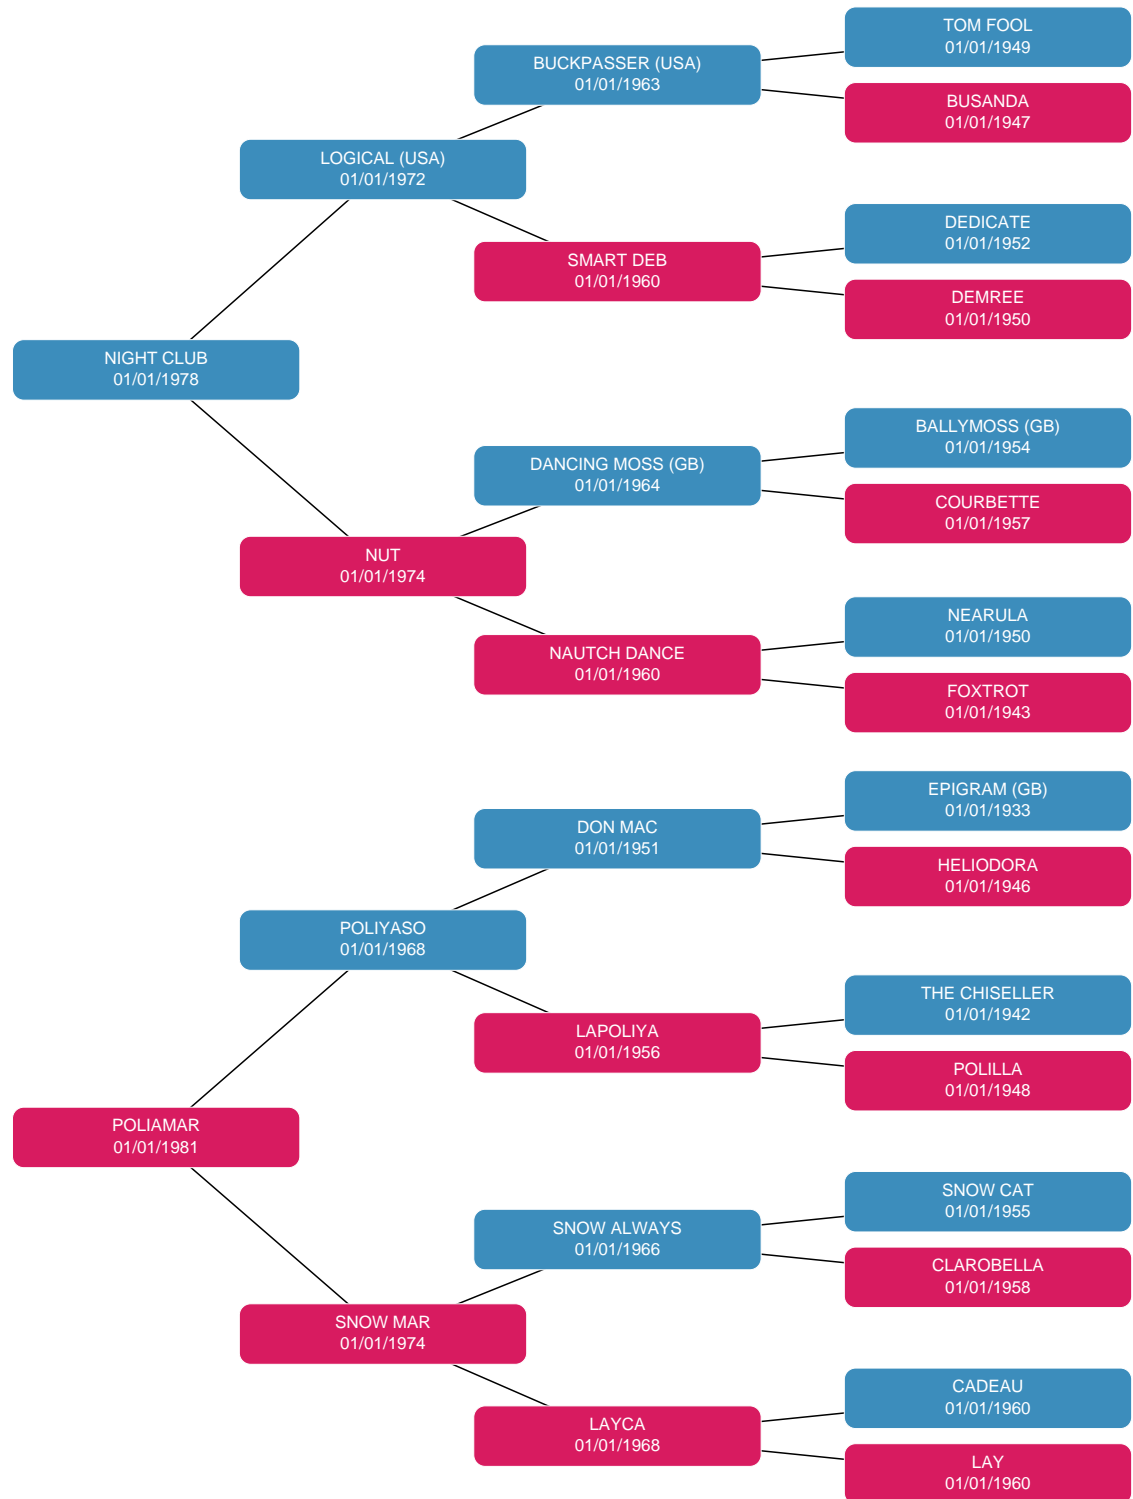 TOM FOOL
01/01/1949
BUCKPASSER (USA)
01/01/1963
BUSANDA
01/01/1947
LOGICAL (USA)
01/01/1972
DEDICATE
01/01/1952
SMART DEB
01/01/1960
DEMREE
01/01/1950
NIGHT CLUB
01/01/1978
BALLYMOSS (GB)
01/01/1954
DANCING MOSS (GB)
01/01/1964
COURBETTE
01/01/1957
NUT
01/01/1974
NEARULA
01/01/1950
NAUTCH DANCE
01/01/1960
FOXTROT
01/01/1943
EPIGRAM (GB)
01/01/1933
DON MAC
01/01/1951
HELIODORA
01/01/1946
POLIYASO
01/01/1968
THE CHISELLER
01/01/1942
LAPOLIYA
01/01/1956
POLILLA
01/01/1948
POLIAMAR
01/01/1981
SNOW CAT
01/01/1955
SNOW ALWAYS
01/01/1966
CLAROBELLA
01/01/1958
SNOW MAR
01/01/1974
CADEAU
01/01/1960
LAYCA
01/01/1968
LAY
01/01/1960